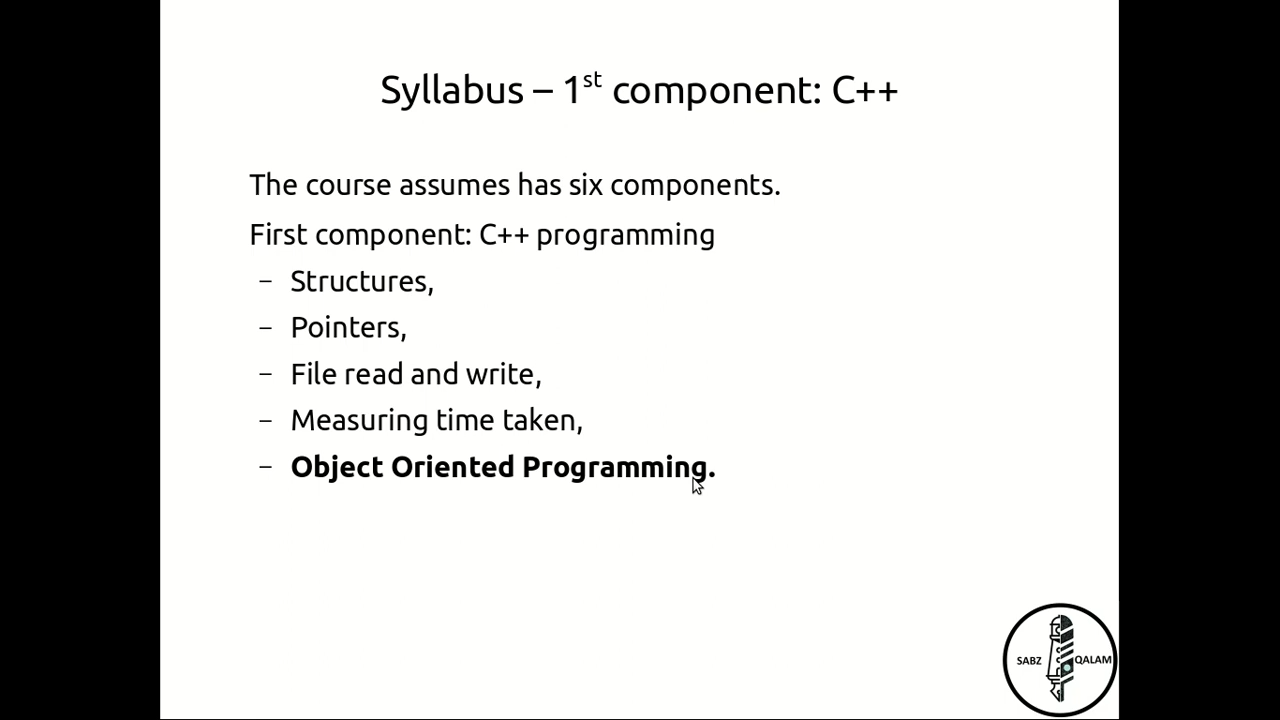 Syllabus – 1st component: C++
The course assumes has six components.
First component: C++ programming
– Structures,
– Pointers,
– File read and write,
– Measuring time taken,
– Object Oriented Programming.
SABZ QALAM